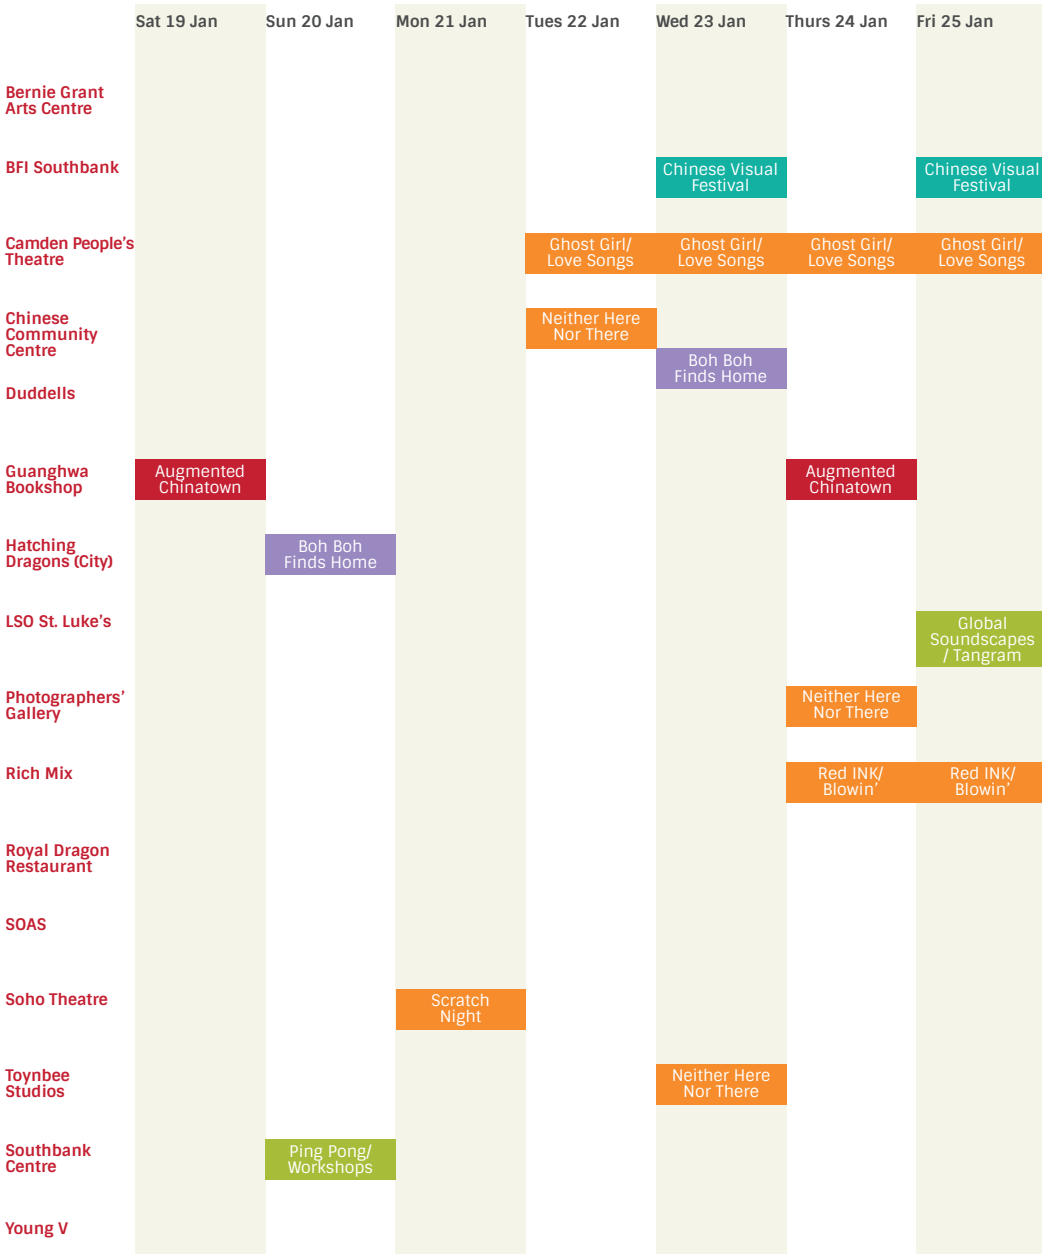 Sat 19 Jan Sun 20 Jan Mon 21 Jan Tues 22 Jan Wed 23 Jan Thurs 24 Jan Fri 25 Jan
Bernie Grant
Arts Centre
BFI Southbank
Chinese Visual
Festival
Chinese Visual
Festival
Camden People’s
Theatre
Ghost Girl/
Love Songs
Ghost Girl/
Love Songs
Ghost Girl/
Love Songs
Ghost Girl/
Love Songs
Chinese
Community
Centre
Neither Here
Nor There
Boh Boh
Finds Home
Duddells
Guanghwa
Bookshop
Augmented
Chinatown
Augmented
Chinatown
Hatching
Dragons (City)
Boh Boh
Finds Home
LSO St. Luke’s
Global
Soundscapes
/ Tangram
Photographers’
Gallery
Neither Here
Nor There
Rich Mix
Red INK/
Blowin’
Red INK/
Blowin’
Royal Dragon
Restaurant
SOAS
Soho Theatre
Scratch
Night
Toynbee
Studios
Neither Here
Nor There
Southbank
Centre
Ping Pong/
Workshops
Young V